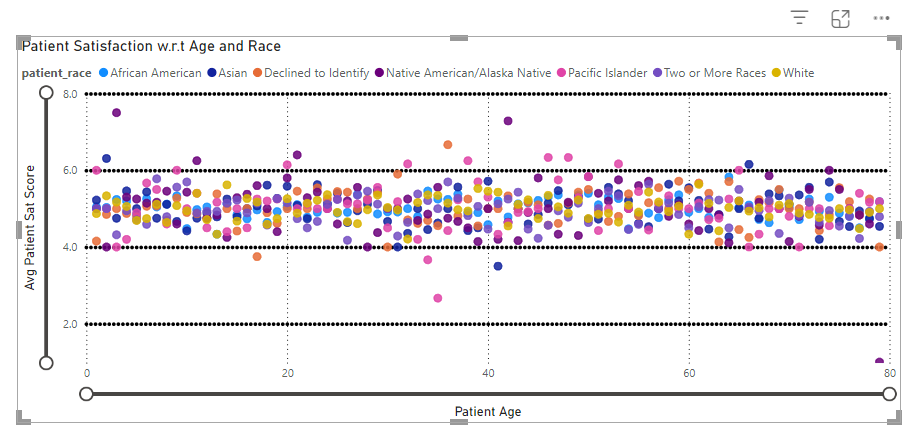 Patient Satisfaction w.r.t Age and Race
patient_race African American Asian Declined to Identify Native American/Alaska Native Pacific Islander Two or More Races White
8.0
6.0
4.0
2.0
Avg Patient Sat Score
0 20 40 60 80
Patient Age